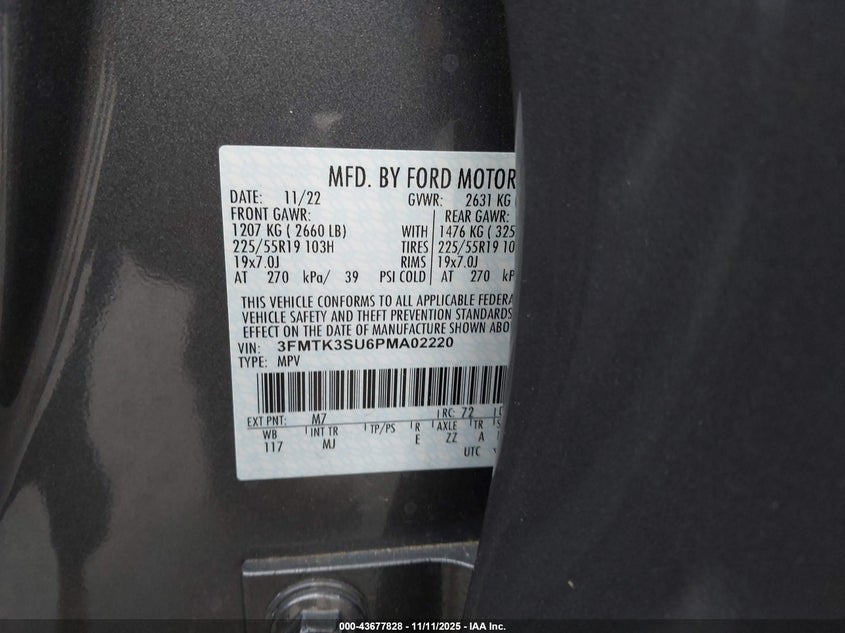 MFD. BY FORD MOTOR
DATE: 11/22 GVWR: 2631 KG
FRONT GAWR: REAR GAWR:
1207 KG ( 2660 LB) WITH 1476 KG ( 325
225/55R19 103H TIRES 225/55R19 10
19x7.0J RIMS 19x7.0J
AT 270 kPa/ 39 PSI COLD AT 270 kP
THIS VEHICLE CONFORMS TO ALL APPLICABLE FEDERA
VEHICLE SAFETY AND THEFT PREVENTION STANDARDS
EFFECT ON THE DATE OF MANUFACTURE SHOWN ABO
VIN: 3FMTK3SU6PMA02220
TYPE: MPV
EXT PNT: M7 RC: 72
WB INT TR TP/PS R AXLE TR S
117 MJ E ZZ A
UTC
000-43677828 - 11/11/2025 - IAA Inc.